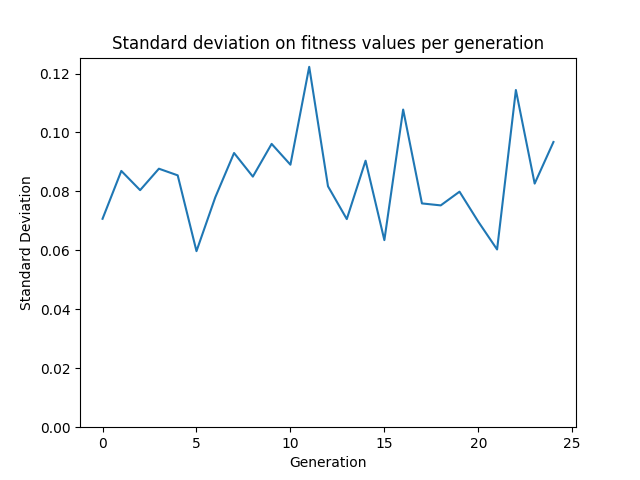 Standard deviation on fitness values per generation
0.12
0.10
0.08
0.06
0.04
0.02
0.00
Standard Deviation
0 5 10 15 20 25
Generation